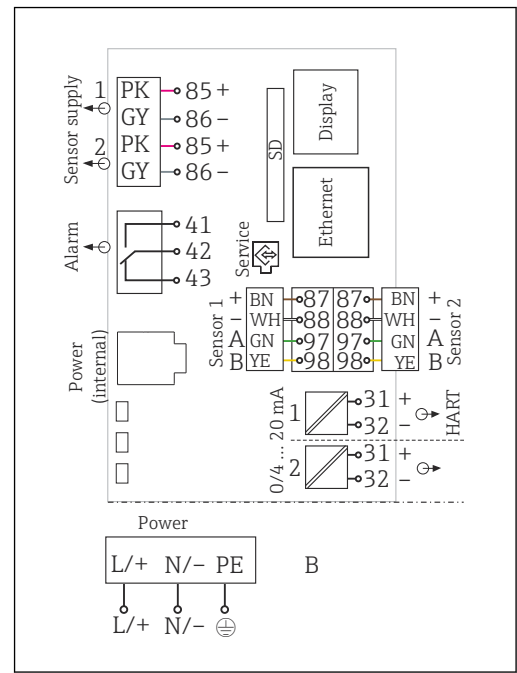 Sensor supply
1 PK 85 +
GY 86 –
2 PK 85 +
GY 86 –
Display
SD
Ethernet
Alarm
41
42
43
Service
Sensor 1
+ BN 87 87 BN +
– WH 88 88 WH –
A GN 97 97 GN A
B YE 98 98 YE B
Sensor 2
Power
(internal)
0/4 ... 20 mA
1 31 +
32 –
HART
2 31 +
32 –
Power
L/+ N/– PE
B
L/+ N/–